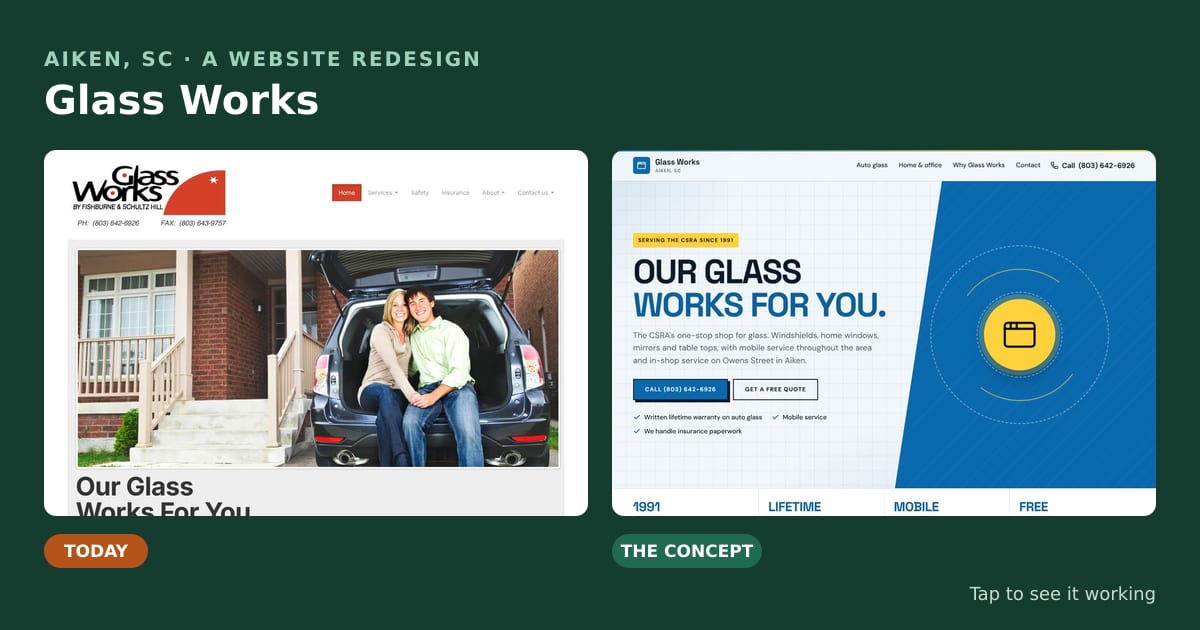 AIKEN, SC · A WEBSITE REDESIGN
Glass Works
Glass
Works
BY FISHBURNE & SCHULTZ HILL
PH: (803) 642-6926 FAX: (803) 643-9757
Home Services Safety Insurance About Contact us
Our Glass
Works For You
TODAY
Glass Works
AIKEN, SC
Auto glass Home & office Why Glass Works Contact Call (803) 642-6926
SERVING THE CSRA SINCE 1991
OUR GLASS
WORKS FOR YOU.
The CSRA's one-stop shop for glass. Windshields, home windows,
mirrors and table tops, with mobile service throughout the area
and in-shop service on Owens Street in Aiken.
CALL (803) 642-6926 GET A FREE QUOTE
Written lifetime warranty on auto glass Mobile service
We handle insurance paperwork
1991 LIFETIME MOBILE FREE
THE CONCEPT
Tap to see it working